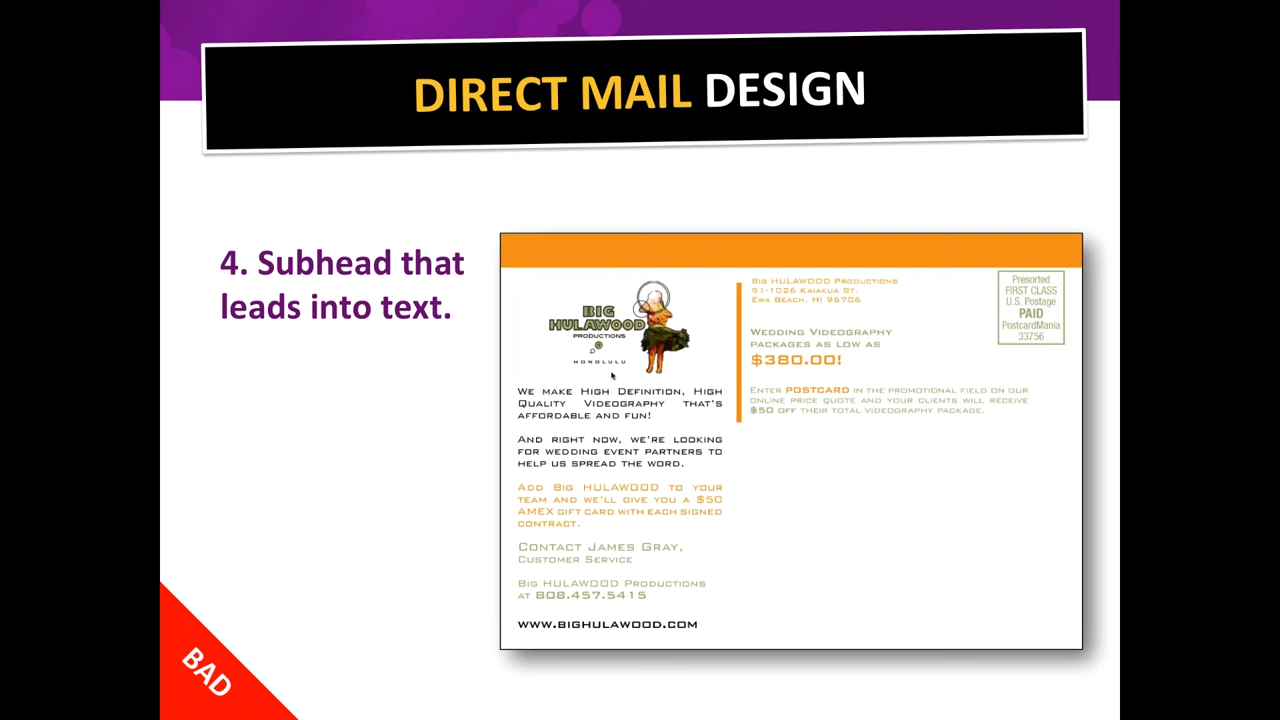 DIRECT MAIL DESIGN
4. Subhead that
leads into text.
BIG
HULAWOOD
PRODUCTIONS
HONOLULU
We make High Definition, High
Quality Videography that's
affordable and fun!
And right now, we're looking
for wedding event partners to
help us spread the word.
Add Big HULAWOOD to your
team and we'll give you a $50
AMEX gift card with each signed
contract.
Contact James Gray,
Customer Service
Big HULAWOOD Productions
at 808.457.5415
www.bighulawood.com
Big HULAWOOD Productions
91-1026 Kaiakua St.
Ewa Beach, HI 96706
Wedding Videography
packages as low as
$380.00!
Enter POSTCARD in the promotional field on our
online price quote and your clients will receive
$50 off their total videography package.
Presorted
FIRST CLASS
U.S. Postage
PAID
PostcardMania
33756
BAD